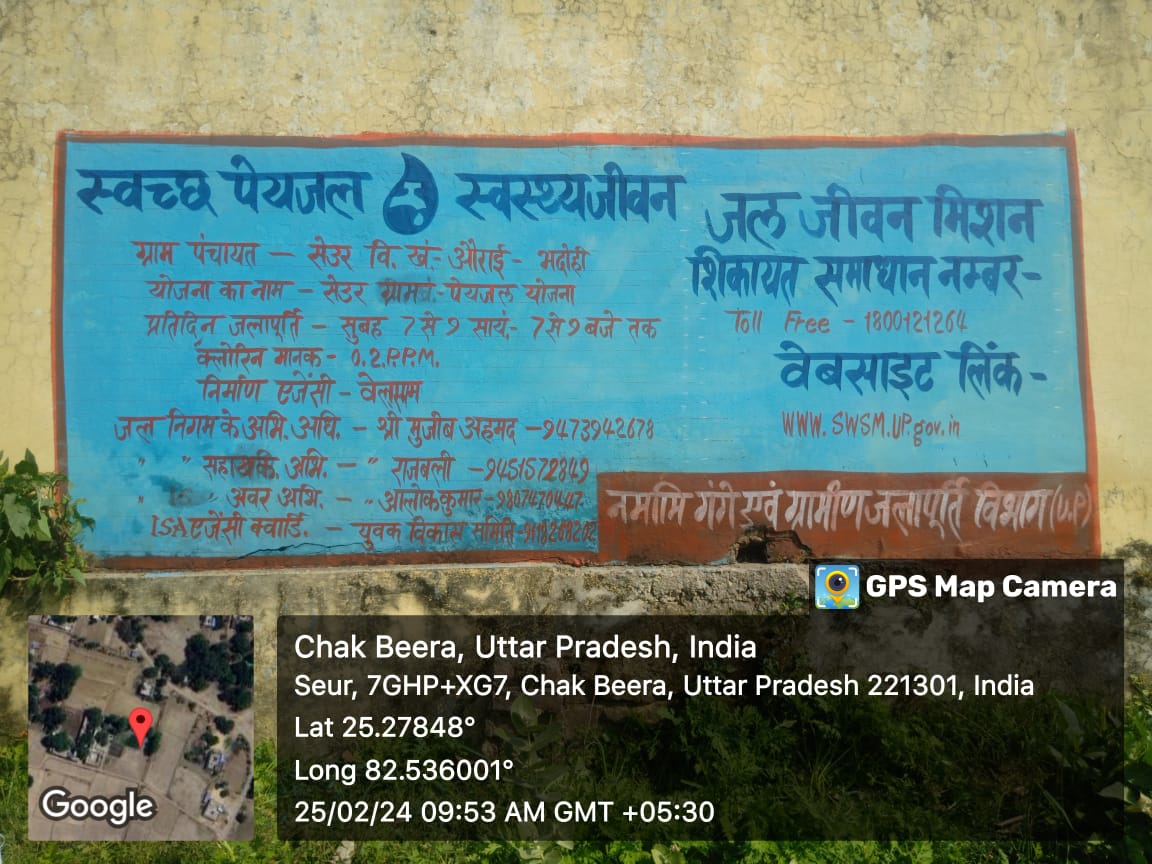 स्वच्छ पेयजल स्वस्थ्य जीवन
ग्राम पंचायत – सेउर वि. खं.- औराई - भदोही
योजना का नाम – सेउर ग्राम पं.-पेयजल योजना
प्रतिदिन जलापूर्ति – सुबह 7 से 9 सायं.- 7 से 9 बजे तक
क्लोरिन मानक - 0.2.P.P.M.
निर्माण एजेंसी -
जल निगम के अभि. अधि. – श्री मुजीब अहमद –9473942678
" " सहायक अभि. – " राजबली –9451572849
" " अवर अभि. – " आलोक कुमार-9807470447
ISA एजेंसी क्वार्डि. – युवक विकास समिति-
जल जीवन मिशन
शिकायत समाधान नम्बर-
Toll Free - 1800121264
वेबसाइट लिंक-
WWW.SWSM.UP.gov.in
नमामि गंगे एवं ग्रामीण जलापूर्ति विभाग (U.P)
GPS Map Camera
Chak Beera, Uttar Pradesh, India
Seur, 7GHP+XG7, Chak Beera, Uttar Pradesh 221301, India
Lat 25.27848°
Long 82.536001°
25/02/24 09:53 AM GMT +05:30
Google